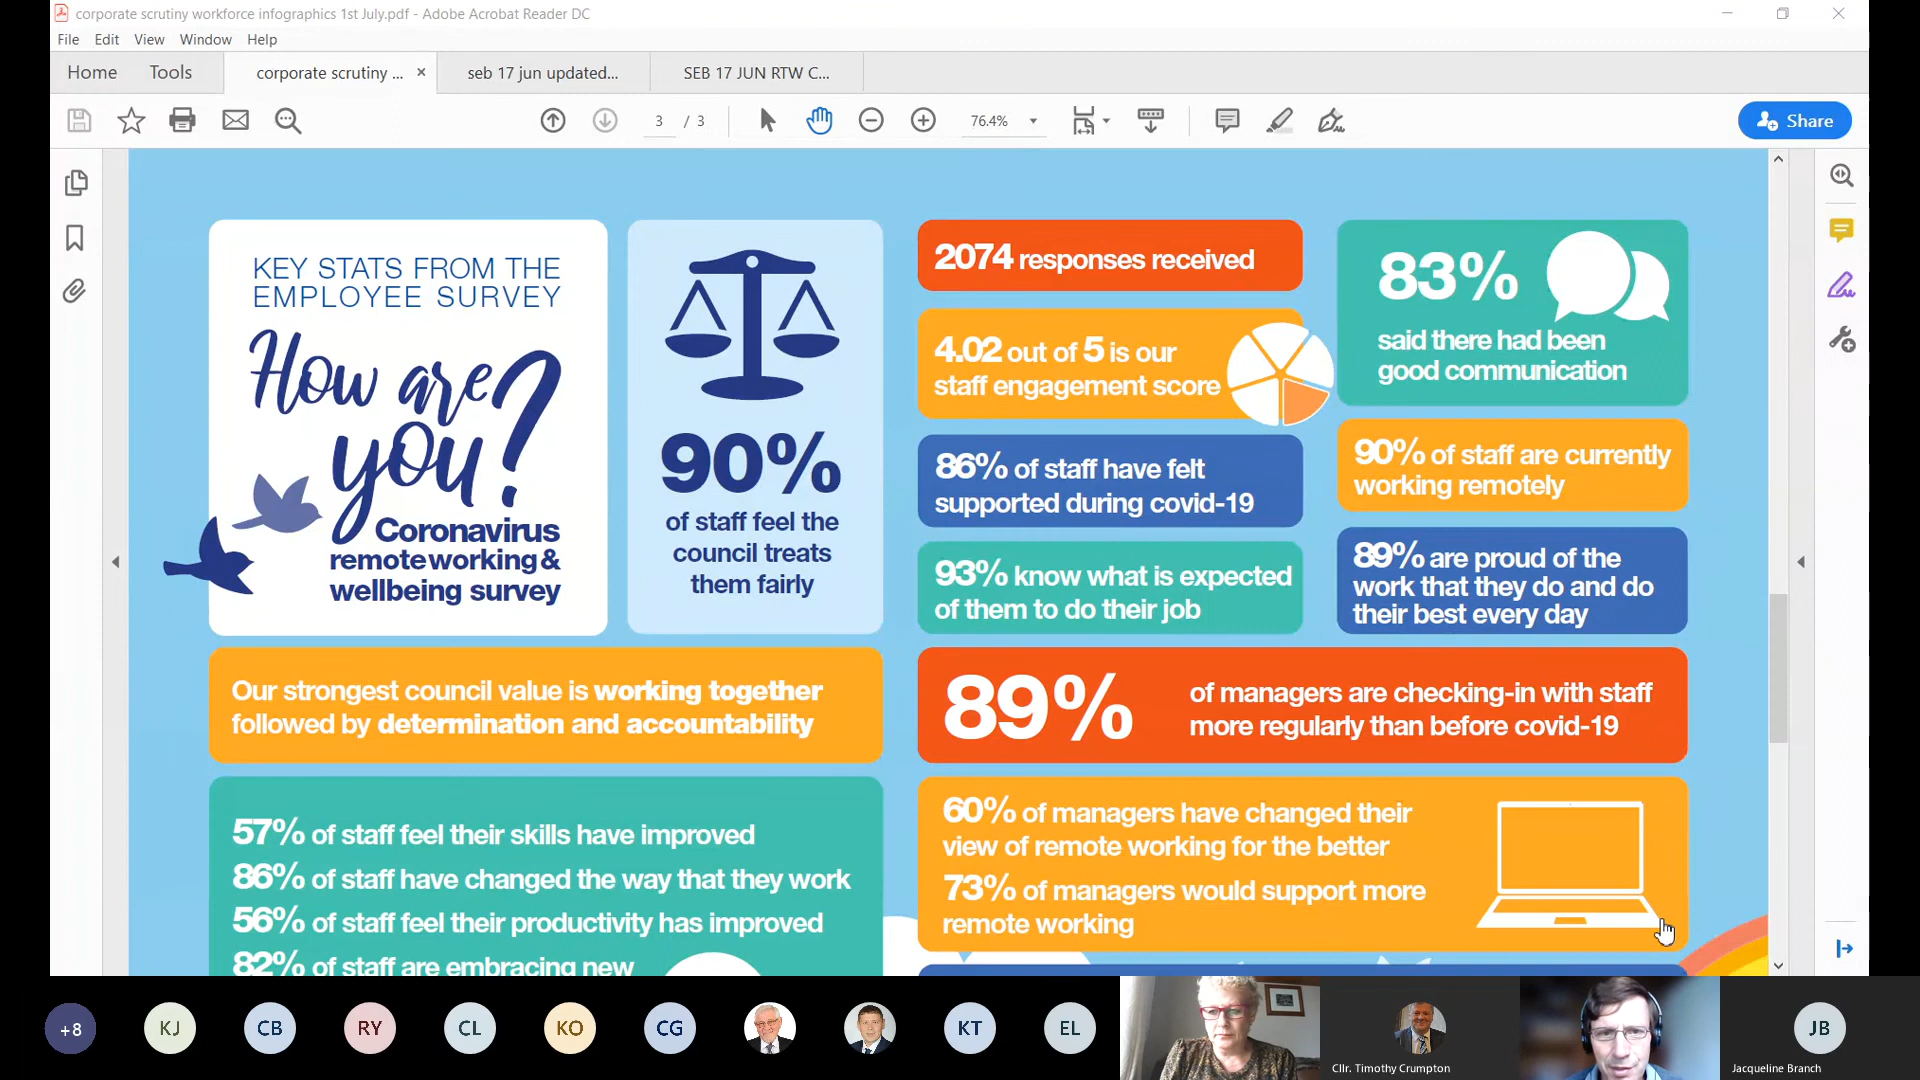 corporate scrutiny workforce infographics 1st July.pdf - Adobe Acrobat Reader DC
File Edit View Window Help
Home Tools corporate scrutiny ... × seb 17 jun updated... SEB 17 JUN RTW C...
3 / 3 76.4% Share
KEY STATS FROM THE
EMPLOYEE SURVEY
How are
you?
Coronavirus
remote working &
wellbeing survey
90%
of staff feel the
council treats
them fairly
2074 responses received
4.02 out of 5 is our
staff engagement score
86% of staff have felt
supported during covid-19
93% know what is expected
of them to do their job
83%
said there had been
good communication
90% of staff are currently
working remotely
89% are proud of the
work that they do and do
their best every day
Our strongest council value is working together
followed by determination and accountability
89%
of managers are checking-in with staff
more regularly than before covid-19
57% of staff feel their skills have improved
86% of staff have changed the way that they work
56% of staff feel their productivity has improved
82% of staff are embracing new
60% of managers have changed their
view of remote working for the better
73% of managers would support more
remote working
+8 KJ CB RY CL KO CG KT EL JB
Cllr. Timothy Crumpton
Jacqueline Branch